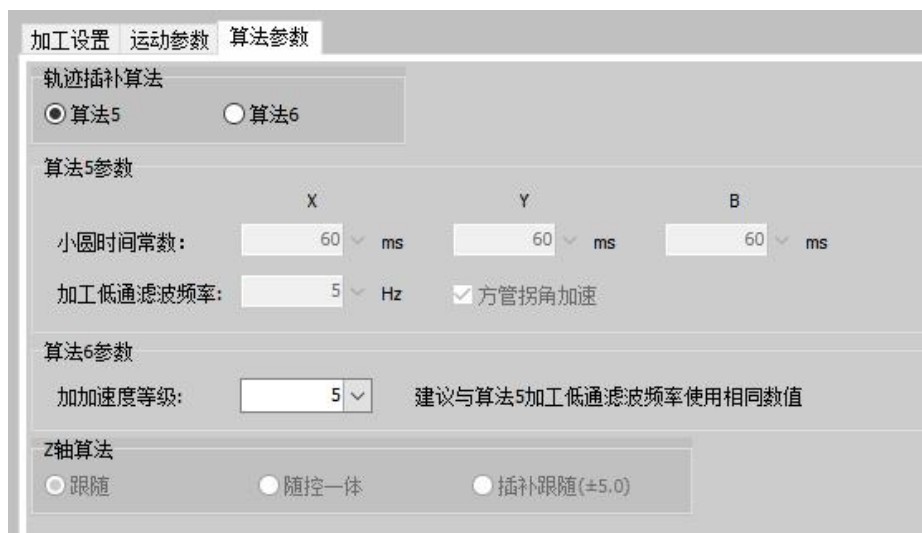 加工设置 运动参数 算法参数
轨迹插补算法
算法5 算法6
算法5参数
X Y B
小圆时间常数: 60 ms 60 ms 60 ms
加工低通滤波频率: 5 Hz 方管拐角加速
算法6参数
加加速度等级: 5 建议与算法5加工低通滤波频率使用相同数值
Z轴算法
跟随 随控一体 插补跟随(±5.0)